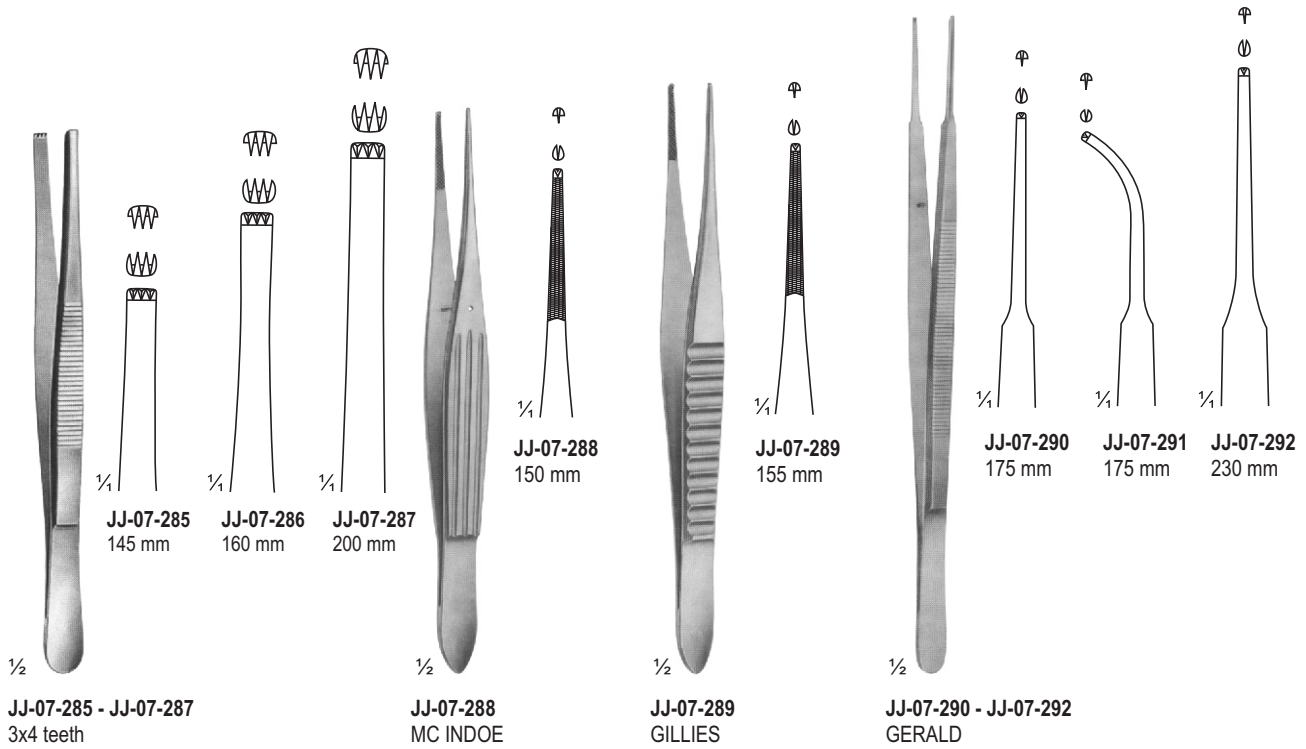 ½
JJ-07-285 - JJ-07-287
3x4 teeth
⅟₁
JJ-07-285
145 mm
⅟₁
JJ-07-286
160 mm
⅟₁
JJ-07-287
200 mm
½
JJ-07-288
MC INDOE
⅟₁
JJ-07-288
150 mm
½
JJ-07-289
GILLIES
⅟₁
JJ-07-289
155 mm
½
JJ-07-290 - JJ-07-292
GERALD
⅟₁
JJ-07-290
175 mm
⅟₁
JJ-07-291
175 mm
⅟₁
JJ-07-292
230 mm